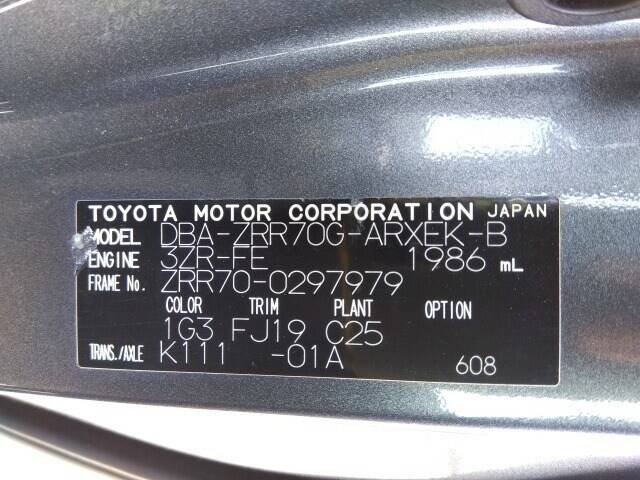 TOYOTA MOTOR CORPORATION JAPAN
MODEL DBA-ZRR70G-ARXEK-B
ENGINE 3ZR-FE 1986 mL
FRAME No. ZRR70-0297979
COLOR TRIM PLANT OPTION
1G3 FJ19 C25
TRANS./AXLE K111 -01A 608